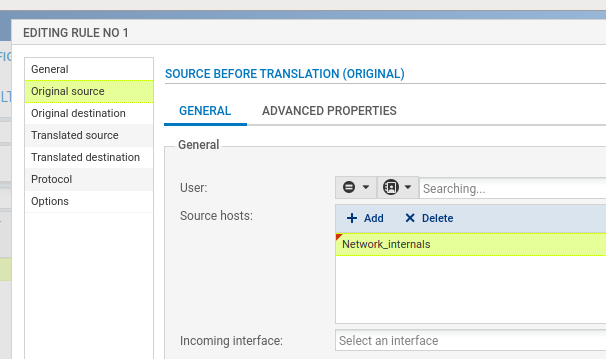 EDITING RULE NO 1
General
Original source
Original destination
Translated source
Translated destination
Protocol
Options
SOURCE BEFORE TRANSLATION (ORIGINAL)
GENERAL ADVANCED PROPERTIES
General
User: Searching...
Source hosts: Add Delete
Network_internals
Incoming interface: Select an interface